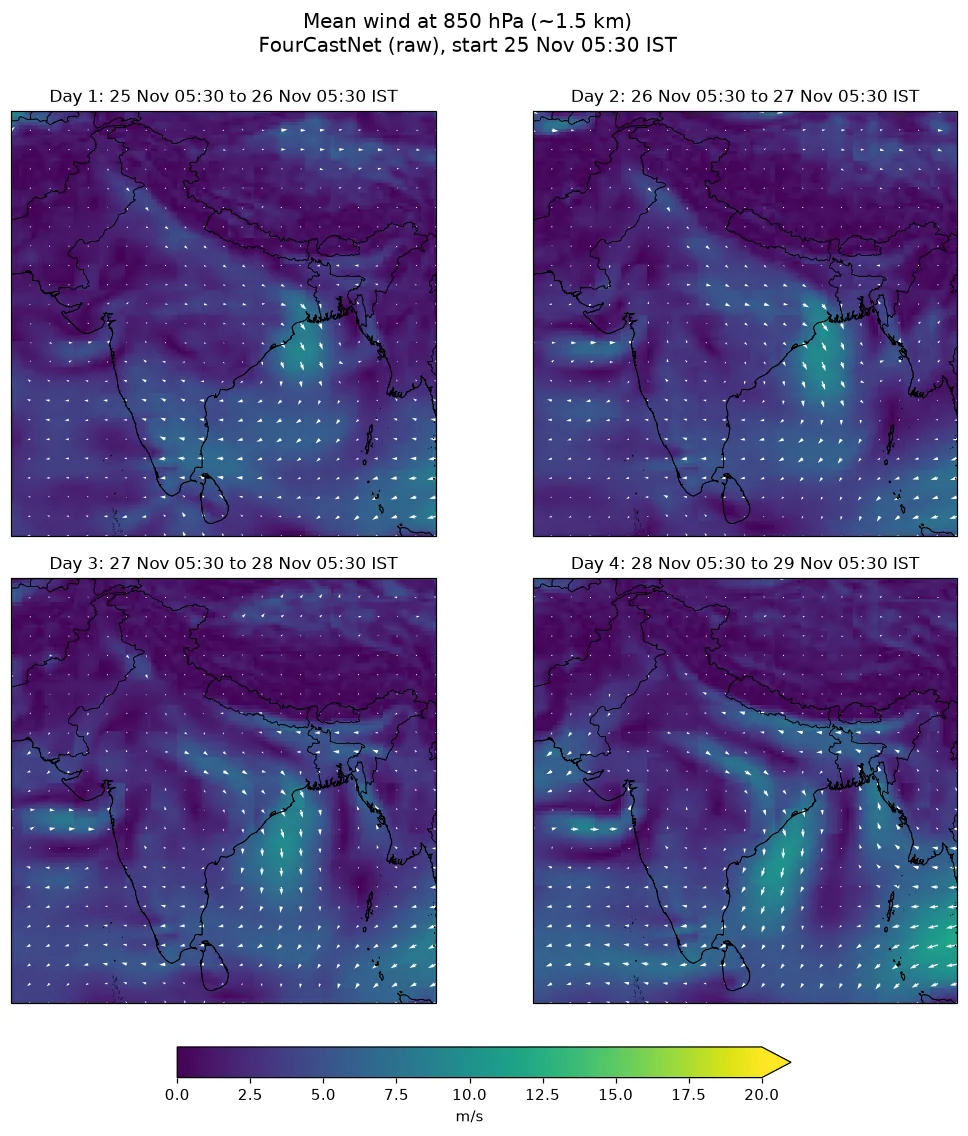 Mean wind at 850 hPa (~1.5 km)
FourCastNet (raw), start 25 Nov 05:30 IST
Day 1: 25 Nov 05:30 to 26 Nov 05:30 IST
Day 2: 26 Nov 05:30 to 27 Nov 05:30 IST
Day 3: 27 Nov 05:30 to 28 Nov 05:30 IST
Day 4: 28 Nov 05:30 to 29 Nov 05:30 IST
0.0 2.5 5.0 7.5 10.0 12.5 15.0 17.5 20.0
m/s